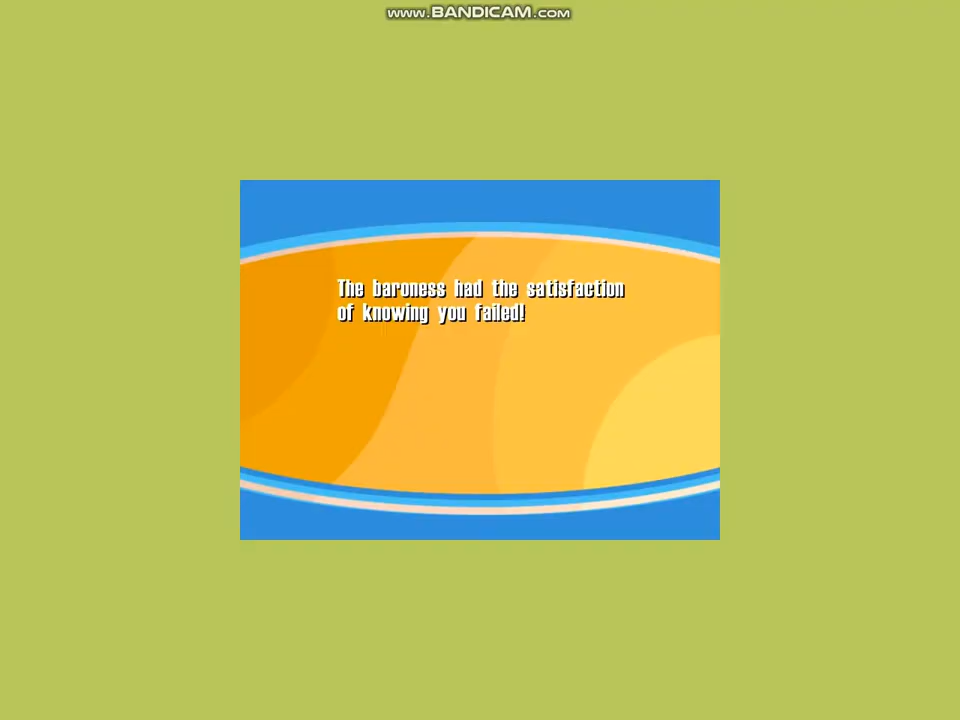 www.BANDICAM.com
The baroness had the satisfaction
of knowing you failed!